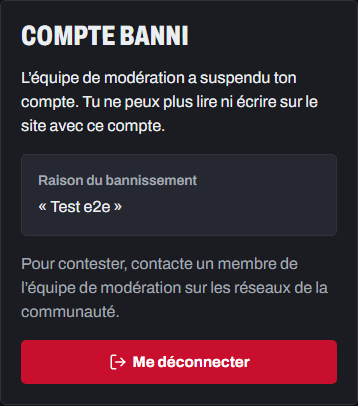 COMPTE BANNI
L'équipe de modération a suspendu ton
compte. Tu ne peux plus lire ni écrire sur le
site avec ce compte.
Raison du bannissement
« Test e2e »
Pour contester, contacte un membre de
l'équipe de modération sur les réseaux de la
communauté.
Me déconnecter